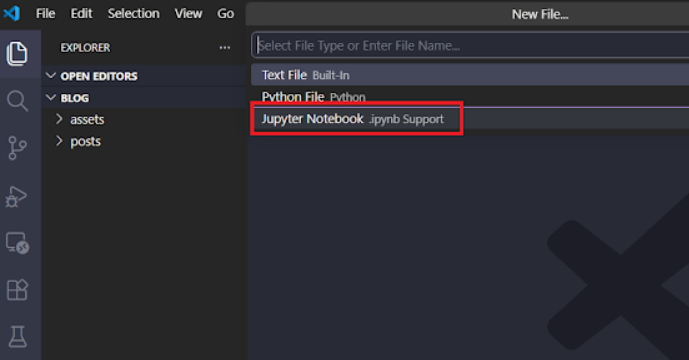 File Edit Selection View Go
New File...
EXPLORER ...
Select File Type or Enter File Name...
OPEN EDITORS
Text File Built-In
BLOG
Python File Python
assets
Jupyter Notebook .ipynb Support
posts